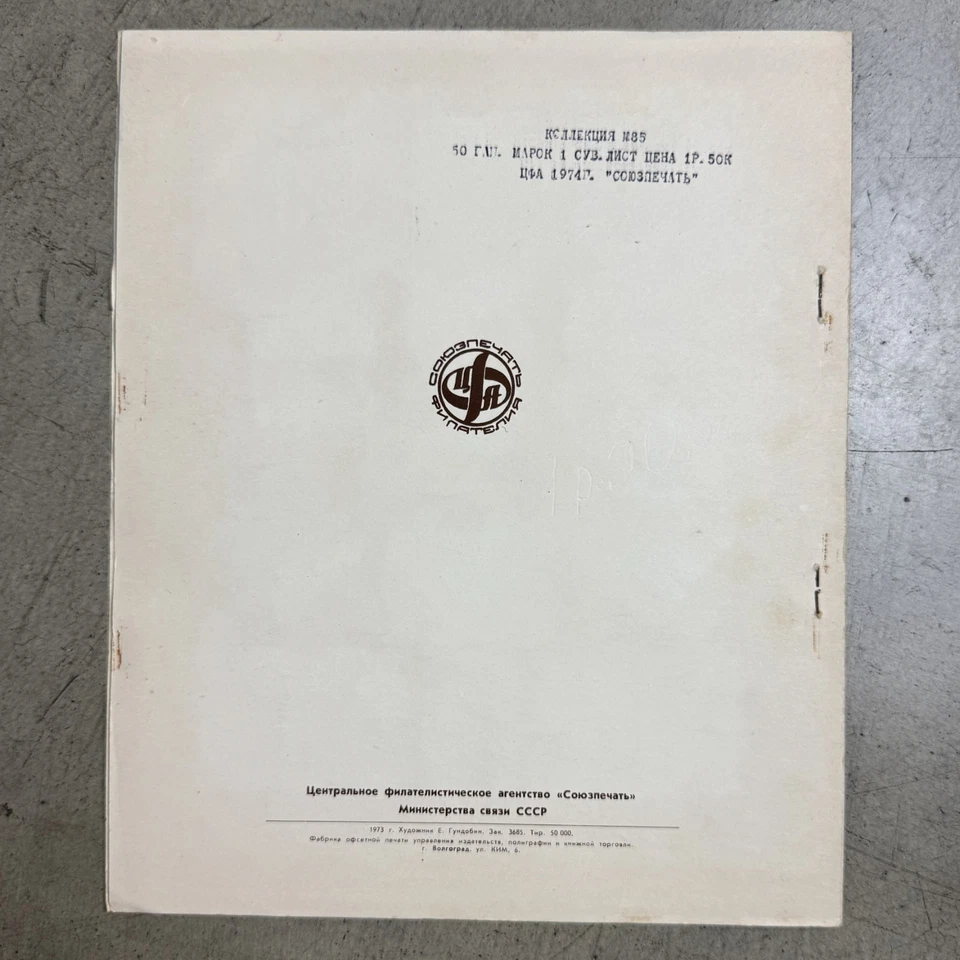 КОЛЛЕКЦИЯ №85
50 ГАШ. МАРОК 1 СУВ.ЛИСТ ЦЕНА 1Р.50К
ЦФА 1974Г. "СОЮЗПЕЧАТЬ"
СОЮЗПЕЧАТЬ
ЦФА
ФИЛАТЕЛИЯ
Центральное филателистическое агентство «Союзпечать»
Министерства связи СССР
1973 г. Художник Е. Гундобин. Зак. 3685. Тир. 50 000.
Фабрика офсетной печати управления издательств, полиграфии и книжной торговли.
г. Волгоград, ул. КИМ, 6.